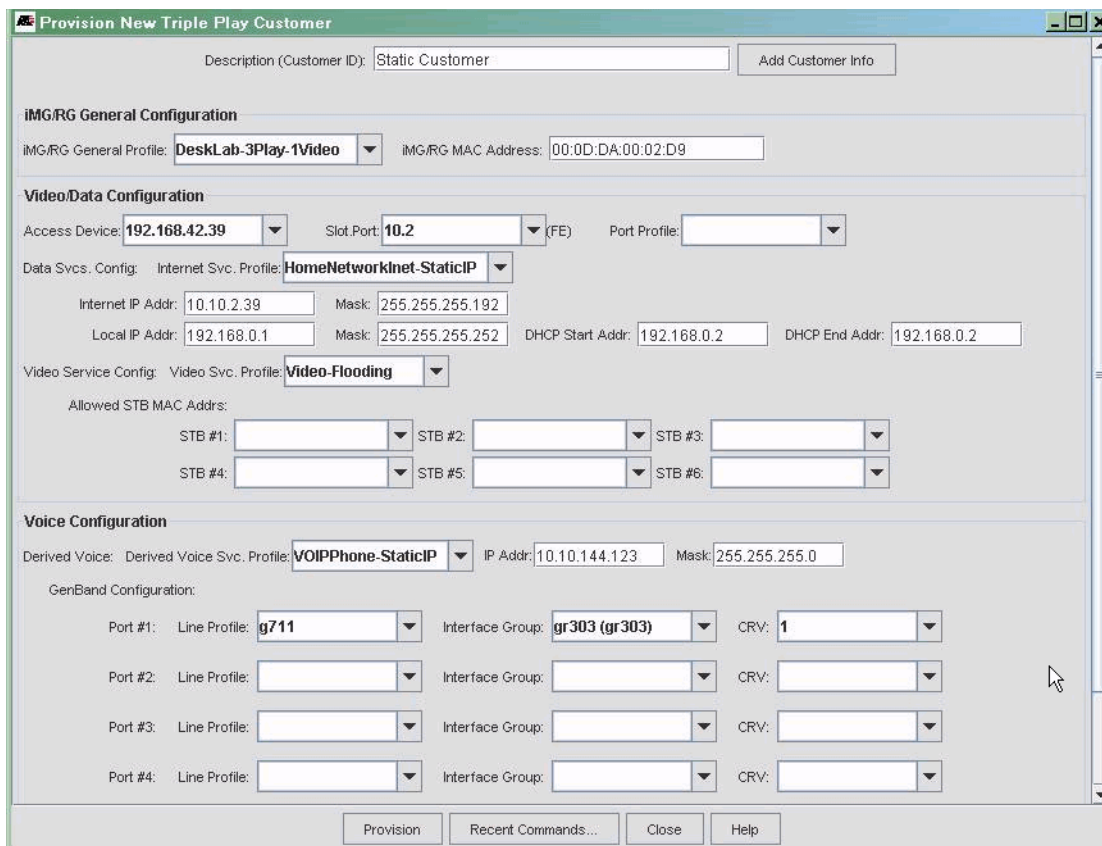 Provision New Triple Play Customer
Description (Customer ID): Static Customer Add Customer Info
iMG/RG General Configuration
iMG/RG General Profile: DeskLab-3Play-1Video iMG/RG MAC Address: 00:0D:DA:00:02:D9
Video/Data Configuration
Access Device: 192.168.42.39 Slot.Port: 10.2 (FE) Port Profile:
Data Svcs. Config: Internet Svc. Profile: HomeNetworkInet-StaticIP
Internet IP Addr: 10.10.2.39 Mask: 255.255.255.192
Local IP Addr: 192.168.0.1 Mask: 255.255.255.252 DHCP Start Addr: 192.168.0.2 DHCP End Addr: 192.168.0.2
Video Service Config: Video Svc. Profile: Video-Flooding
Allowed STB MAC Addrs:
STB #1: STB #2: STB #3:
STB #4: STB #5: STB #6:
Voice Configuration
Derived Voice: Derived Voice Svc. Profile: VOIPPhone-StaticIP IP Addr: 10.10.144.123 Mask: 255.255.255.0
GenBand Configuration:
Port #1: Line Profile: g711 Interface Group: gr303 (gr303) CRV: 1
Port #2: Line Profile: Interface Group: CRV:
Port #3: Line Profile: Interface Group: CRV:
Port #4: Line Profile: Interface Group: CRV:
Provision Recent Commands... Close Help